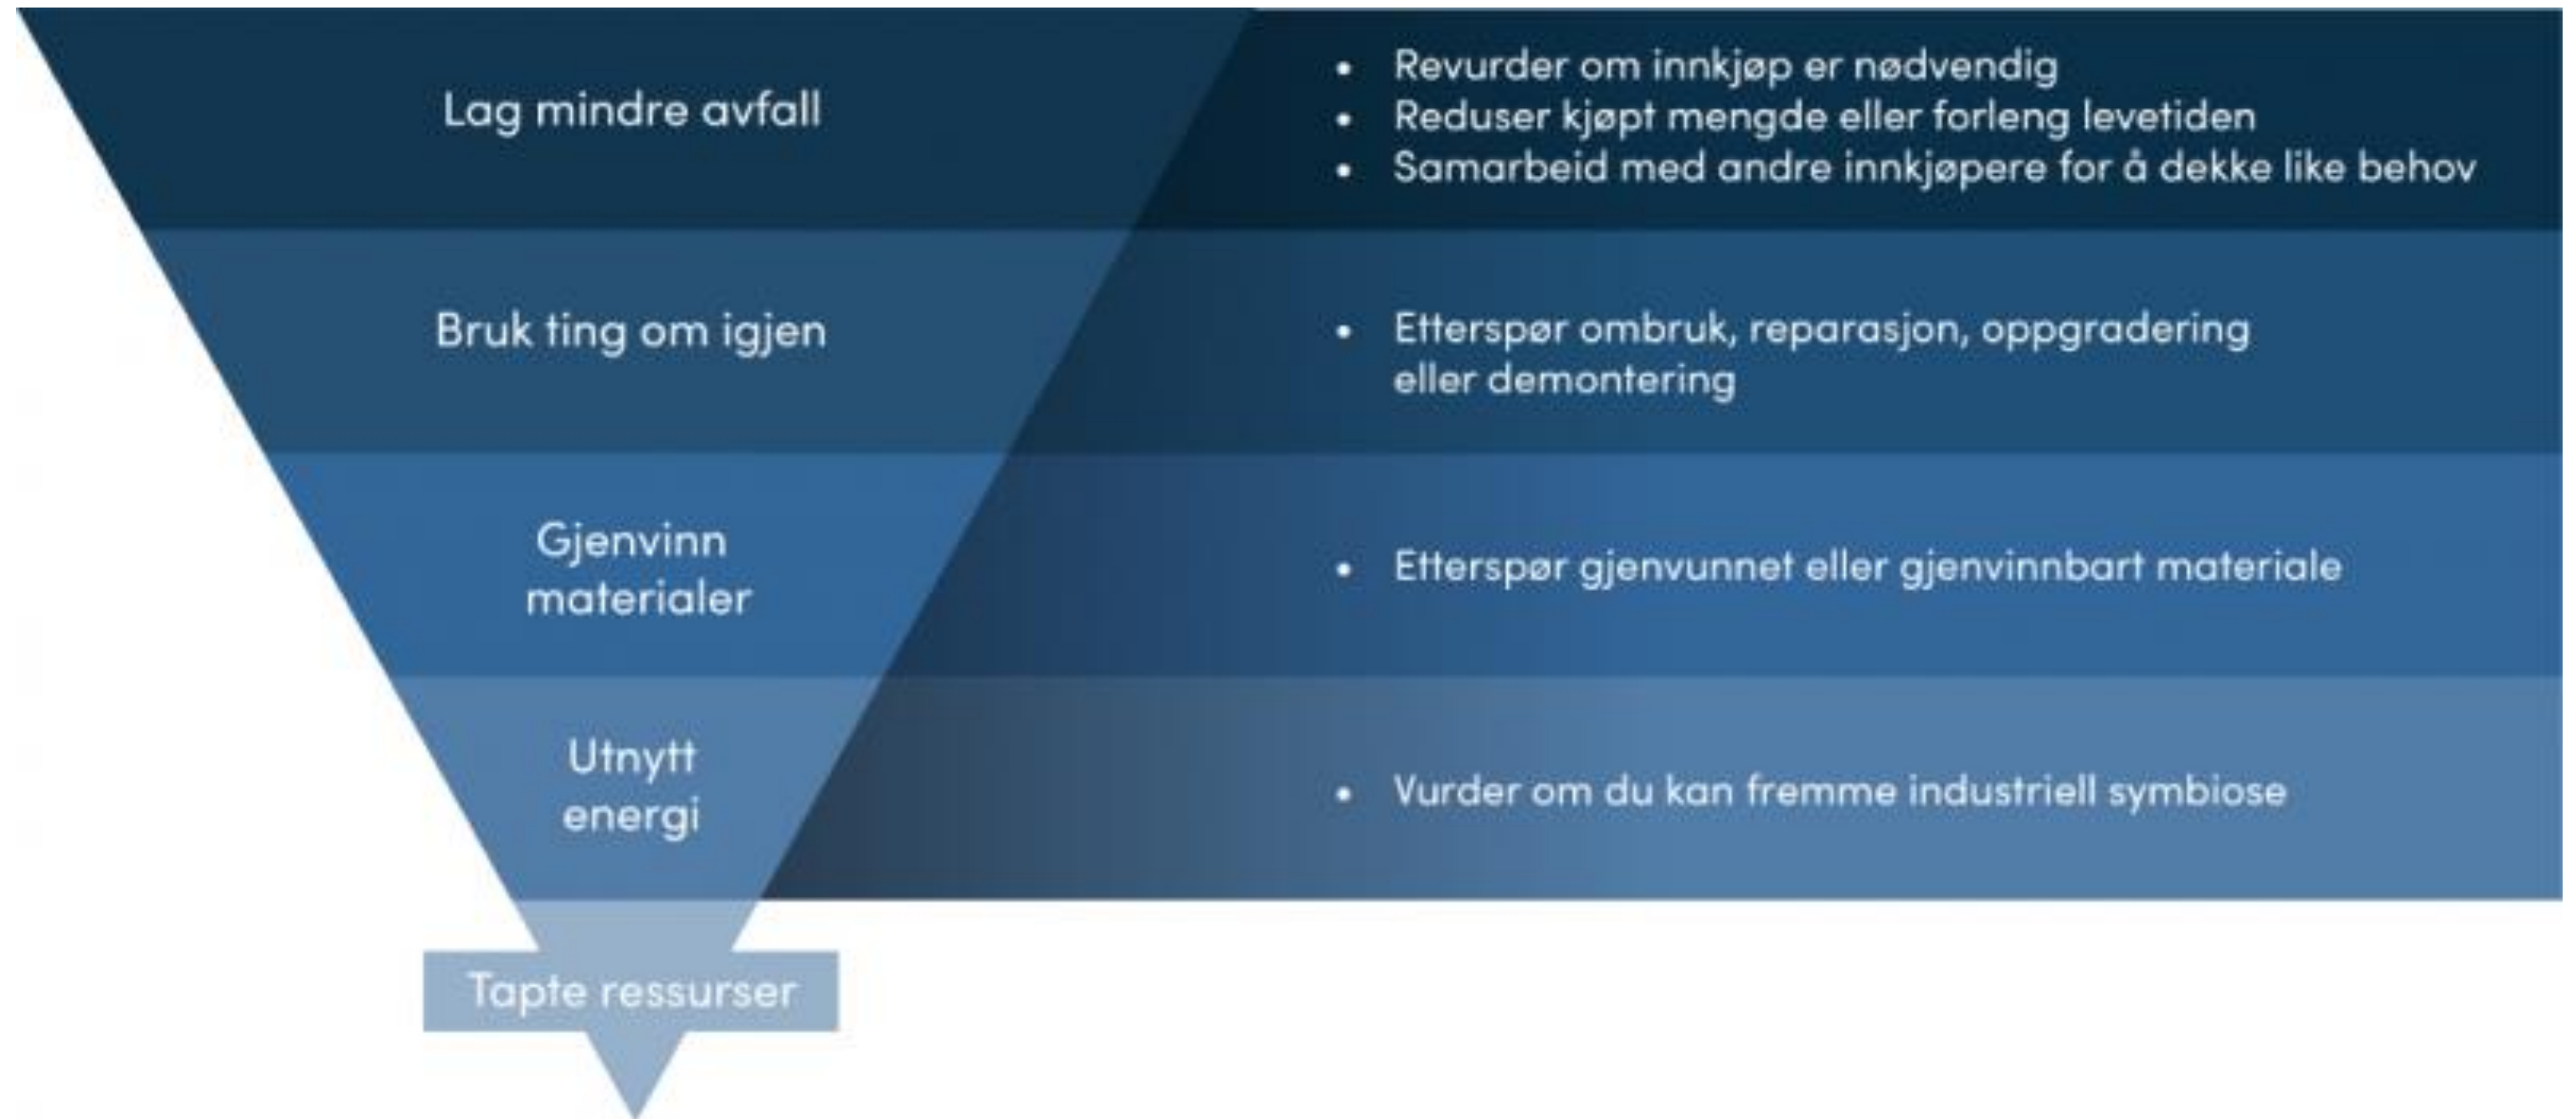 Lag mindre avfall
• Revurder om innkjøp er nødvendig
• Reduser kjøpt mengde eller forleng levetiden
• Samarbeid med andre innkjøpere for å dekke like behov
Bruk ting om igjen
• Etterspør ombruk, reparasjon, oppgradering
eller demontering
Gjenvinn
materialer
• Etterspør gjenvunnet eller gjenvinnbart materiale
Utnytt
energi
• Vurder om du kan fremme industriell symbiose
Tapte ressurser